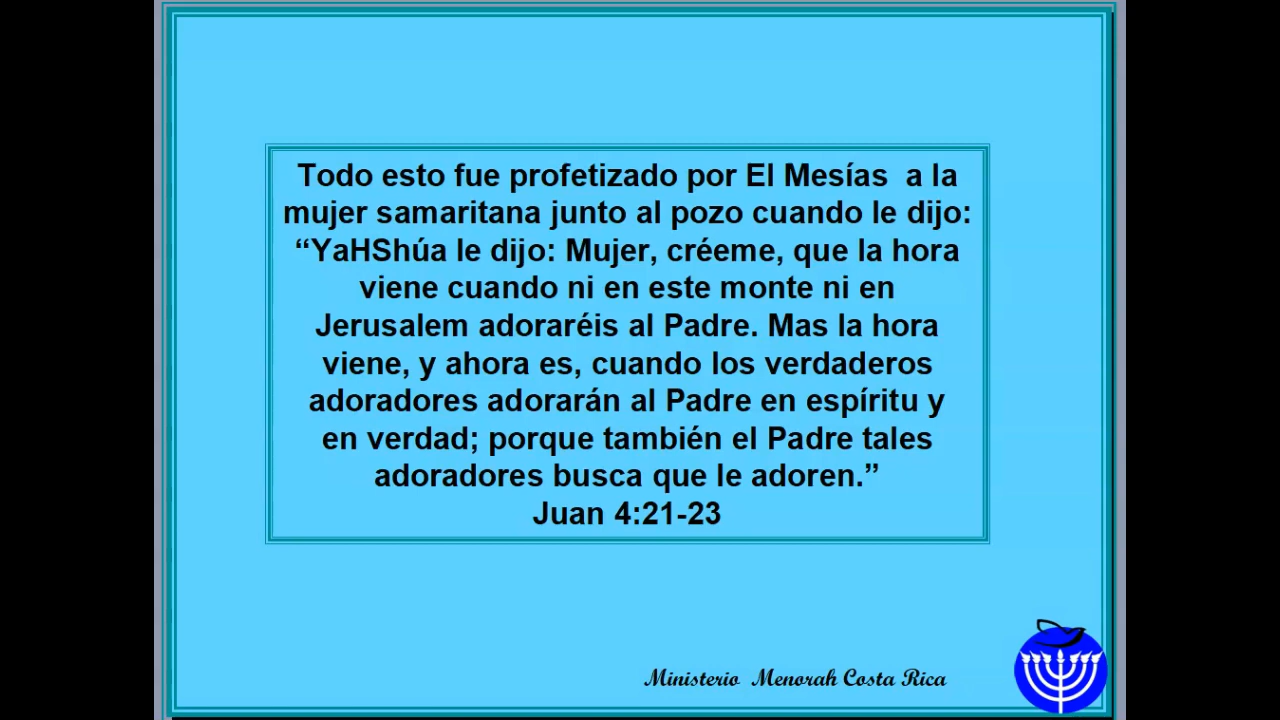 Todo esto fue profetizado por El Mesías  a la
mujer samaritana junto al pozo cuando le dijo:
“YaHShúa le dijo: Mujer, créeme, que la hora
viene cuando ni en este monte ni en
Jerusalem adoraréis al Padre. Mas la hora
viene, y ahora es, cuando los verdaderos
adoradores adorarán al Padre en espíritu y
en verdad; porque también el Padre tales
adoradores busca que le adoren.”
Juan 4:21-23
Ministerio  Menorah Costa Rica